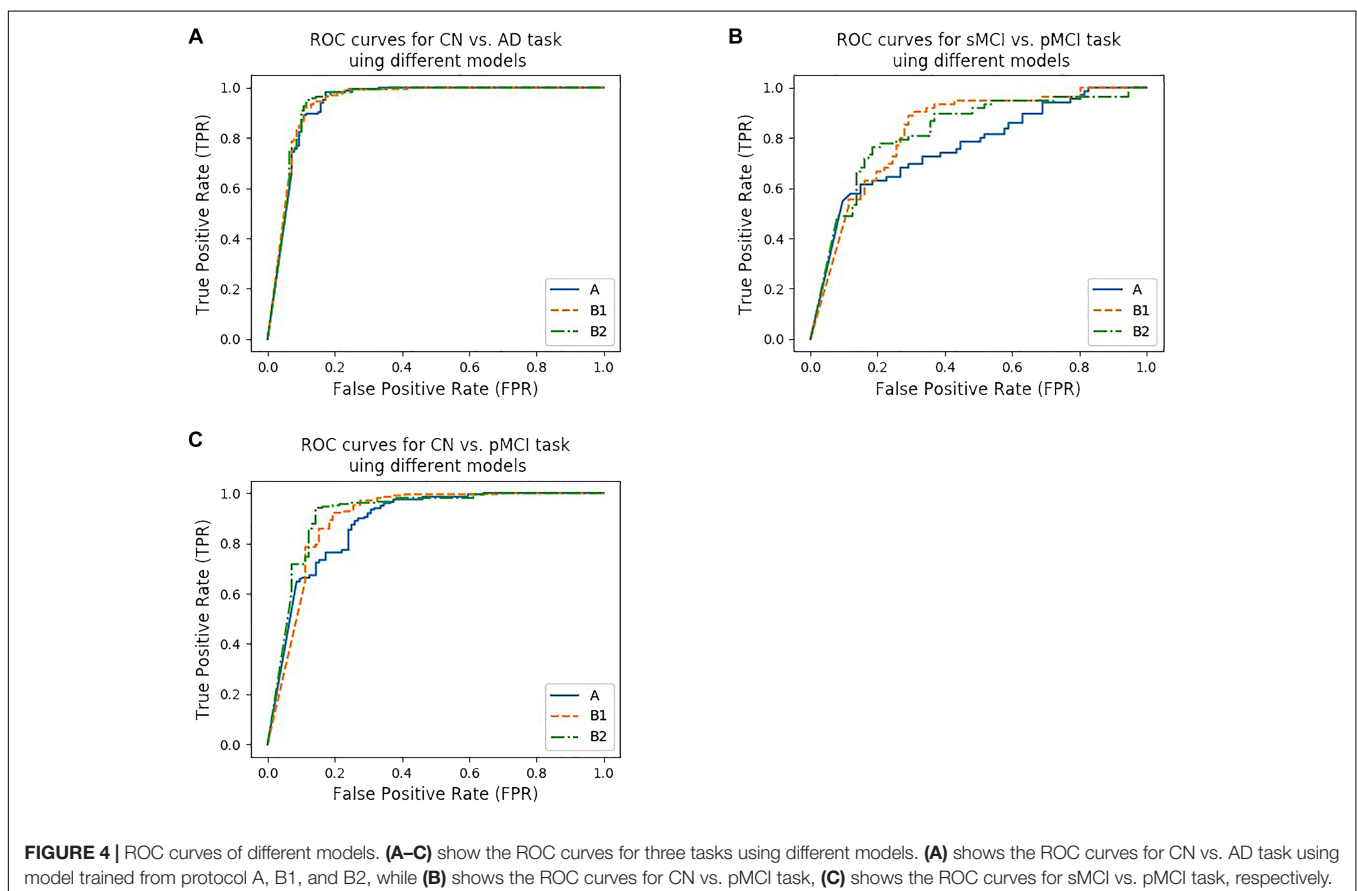 A
ROC curves for CN vs. AD task
uing different models
True Positive Rate (TPR)
1.0
0.8
0.6
0.4
0.2
0.0
A
B1
B2
0.0 0.2 0.4 0.6 0.8 1.0
False Positive Rate (FPR)
B
ROC curves for sMCI vs. pMCI task
uing different models
True Positive Rate (TPR)
1.0
0.8
0.6
0.4
0.2
0.0
A
B1
B2
0.0 0.2 0.4 0.6 0.8 1.0
False Positive Rate (FPR)
C
ROC curves for CN vs. pMCI task
uing different models
True Positive Rate (TPR)
1.0
0.8
0.6
0.4
0.2
0.0
A
B1
B2
0.0 0.2 0.4 0.6 0.8 1.0
False Positive Rate (FPR)
FIGURE 4 | ROC curves of different models. (A–C) show the ROC curves for three tasks using different models. (A) shows the ROC curves for CN vs. AD task using
model trained from protocol A, B1, and B2, while (B) shows the ROC curves for CN vs. pMCI task, (C) shows the ROC curves for sMCI vs. pMCI task, respectively.